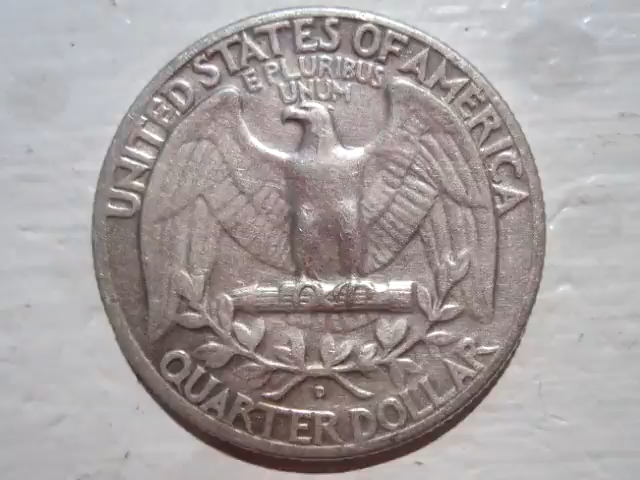 UNITED STATES OF AMERICA
E PLURIBUS
UNUM
D
QUARTER DOLLAR